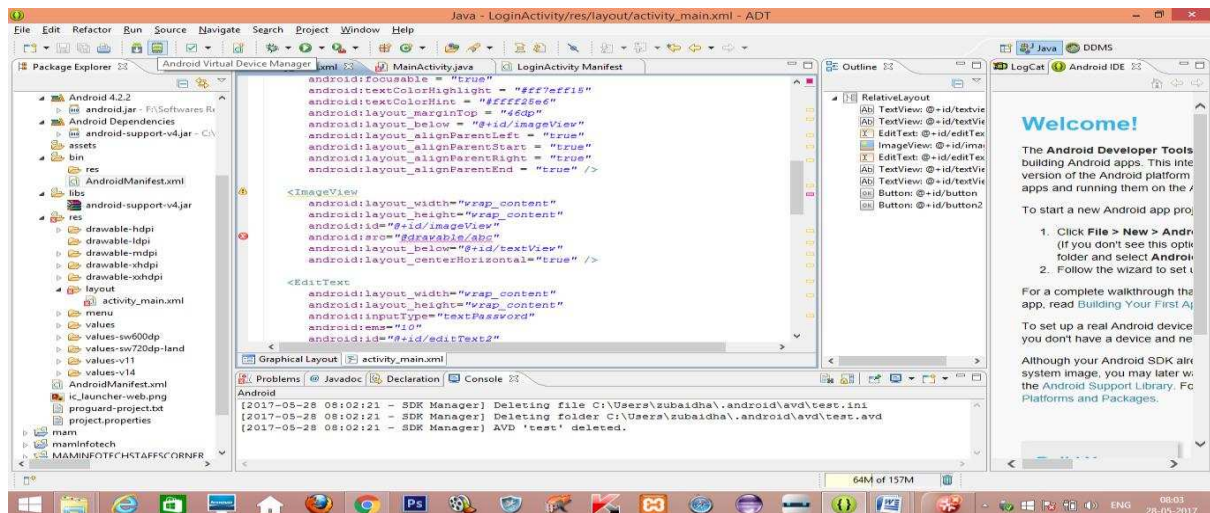 Java - LoginActivity/res/layout/activity_main.xml - ADT
File Edit Refactor Run Source Navigate Search Project Window Help
Java DDMS
Package Explorer
Android Virtual Device Manager
xml
MainActivity.java
LoginActivity Manifest
Outline
LogCat
Android IDE
Android 4.2.2
android.jar - F:\Softwares
Android Dependencies
android-support-v4.jar - C:\
assets
bin
res
AndroidManifest.xml
libs
android-support-v4.jar
res
drawable-hdpi
drawable-ldpi
drawable-mdpi
drawable-xhdpi
drawable-xxhdpi
layout
activity_main.xml
menu
values
values-sw600dp
values-sw720dp-land
values-v11
values-v14
AndroidManifest.xml
ic_launcher-web.png
proguard-project.txt
project.properties
mam
mamInfotech
MAMINFOTECHSTAFFSCORNER
android:focusable = "true"
android:textColorHighlight = "#ff7eff15"
android:textColorHint = "#ffff25e6"
android:layout_marginTop = "46dp"
android:layout_below = "@+id/imageView"
android:layout_alignParentLeft = "true"
android:layout_alignParentStart = "true"
android:layout_alignParentRight = "true"
android:layout_alignParentEnd = "true" />
<ImageView
android:layout_width="wrap_content"
android:layout_height="wrap_content"
android:id="@+id/imageView"
android:src="@drawable/abc"
android:layout_below="@+id/textView"
android:layout_centerHorizontal="true" />
<EditText
android:layout_width="wrap_content"
android:layout_height="wrap_content"
android:inputType="textPassword"
android:ems="10"
android:id="@+id/editText2"
Graphical Layout
activity_main.xml
RelativeLayout
TextView: @+id/textvie
TextView: @+id/textVie
EditText: @+id/editTex
ImageView: @+id/ima
EditText: @+id/editTex
TextView: @+id/textVie
TextView: @+id/textVie
Button: @+id/button
Button: @+id/button2
Welcome!
The Android Developer Tools
building Android apps. This inte
version of the Android platform
apps and running them on the
To start a new Android app proj
1. Click File > New > Andr
(If you don't see this optio
folder and select Androi
2. Follow the wizard to set
For a complete walkthrough tha
app, read Building Your First A
To set up a real Android device
you don't have a device and ne
Although your Android SDK alre
system image, you may later w
the Android Support Library. Fo
Platforms and Packages.
Problems Javadoc Declaration Console
Android
[2017-05-28 08:02:21 - SDK Manager] Deleting file C:\Users\zubaidha\.android\avd\test.ini
[2017-05-28 08:02:21 - SDK Manager] Deleting folder C:\Users\zubaidha\.android\avd\test.avd
[2017-05-28 08:02:21 - SDK Manager] AVD 'test' deleted.
64M of 157M
Ps
ENG
08:03
28-05-2017